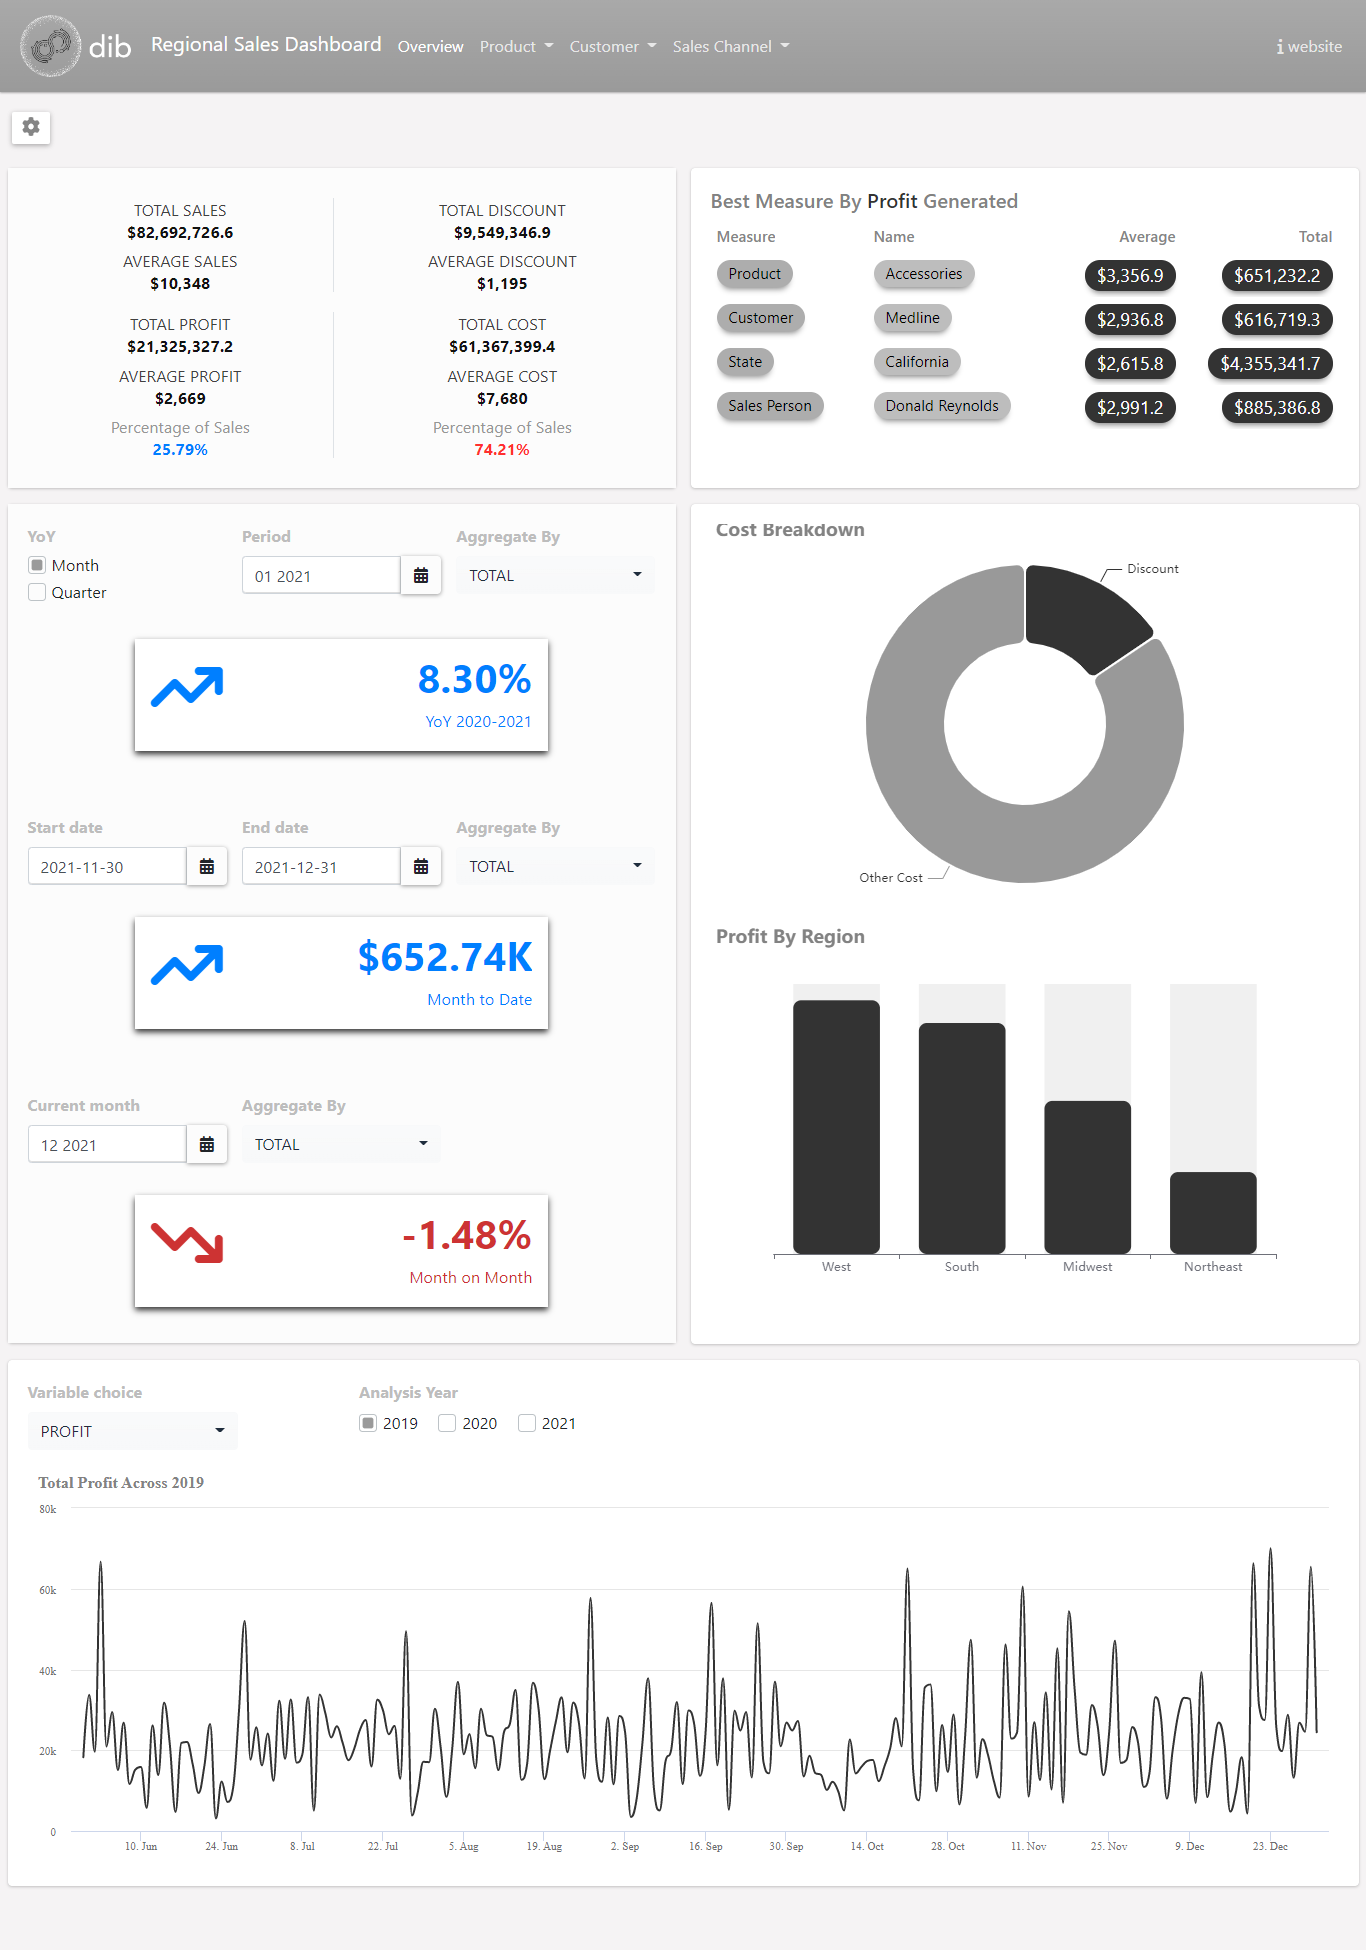 dib Regional Sales Dashboard Overview Product Customer Sales Channel website
TOTAL SALES
$82,692,726.6
AVERAGE SALES
$10,348
TOTAL DISCOUNT
$9,549,346.9
AVERAGE DISCOUNT
$1,195
TOTAL PROFIT
$21,325,327.2
AVERAGE PROFIT
$2,669
Percentage of Sales
25.79%
TOTAL COST
$61,367,399.4
AVERAGE COST
$7,680
Percentage of Sales
74.21%
Best Measure By Profit Generated
Measure Name Average Total
Product Accessories $3,356.9 $651,232.2
Customer Medline $2,936.8 $616,719.3
State California $2,615.8 $4,355,341.7
Sales Person Donald Reynolds $2,991.2 $885,386.8
YoY
Month
Quarter
Period
01 2021
Aggregate By
TOTAL
8.30%
YoY 2020-2021
Start date
2021-11-30
End date
2021-12-31
Aggregate By
TOTAL
$652.74K
Month to Date
Current month
12 2021
Aggregate By
TOTAL
-1.48%
Month on Month
Cost Breakdown
Discount
Other Cost
Profit By Region
West South Midwest Northeast
Variable choice
PROFIT
Analysis Year
2019 2020 2021
Total Profit Across 2019
80k
60k
40k
20k
0
10. Jun 24. Jun 8. Jul 22. Jul 5. Aug 19. Aug 2. Sep 16. Sep 30. Sep 14. Oct 28. Oct 11. Nov 25. Nov 9. Dec 23. Dec